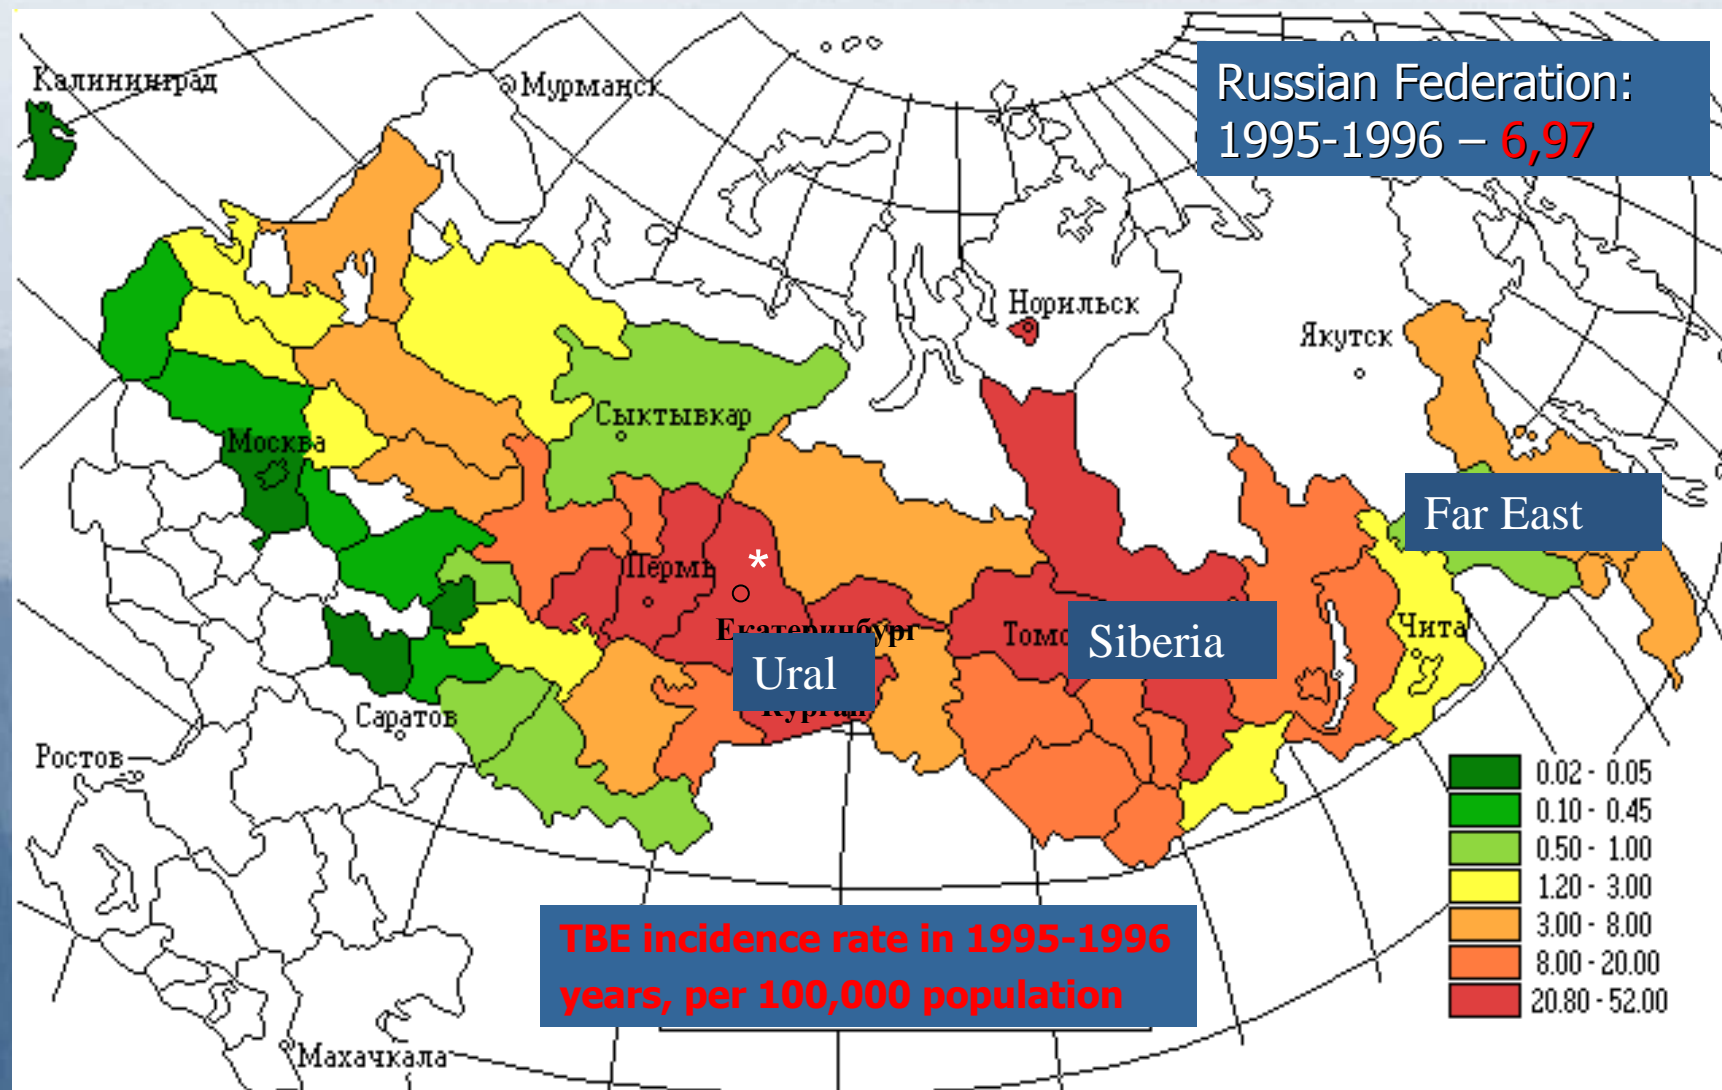 Калининград
Мурманск
Russian Federation:
1995-1996 – 6,97
Норильск
Якутск
Сыктывкар
Москва
Far East
Пермь
*
Екатеринбург
Siberia
Чита
Ural
Курган
Саратов
Ростов
0.02 - 0.05
0.10 - 0.45
0.50 - 1.00
1.20 - 3.00
3.00 - 8.00
8.00 - 20.00
20.80 - 52.00
TBE incidence rate in 1995-1996
years, per 100,000 population
Махачкала